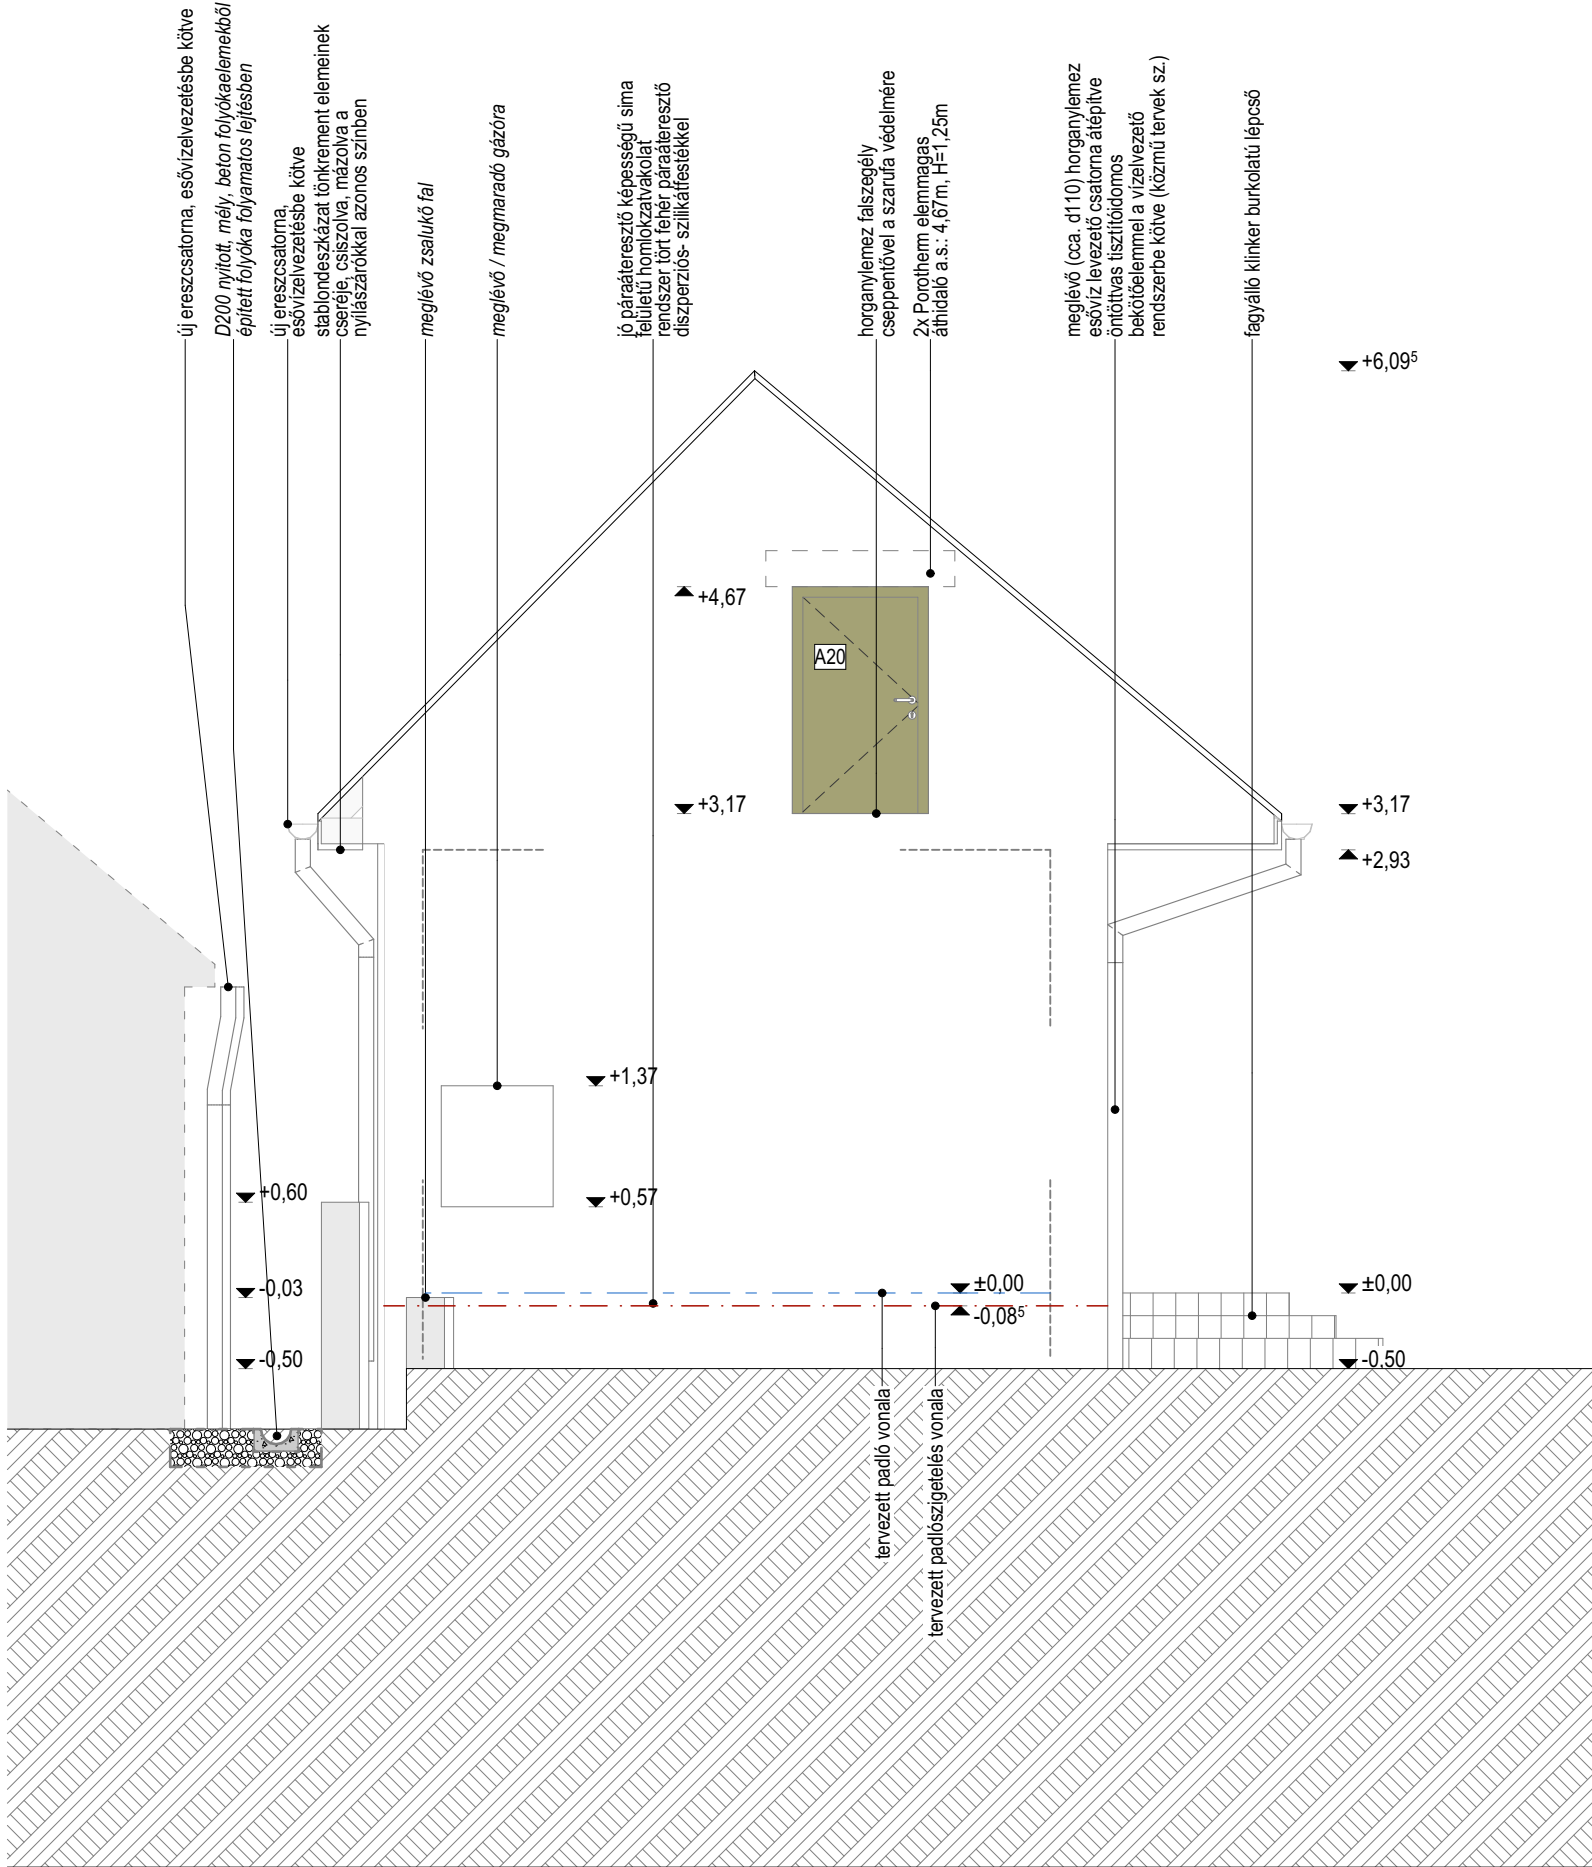 új ereszcsatorna, esővízelvezetésbe kötve
D200 nyitott, mély, beton folyókaelemekből
épített folyóka folyamatos lejtésben
új ereszcsatorna,
esővízelvezetésbe kötve
stablondeszkázat tönkrement elemeinek
cseréje, csiszolva, mázolva a
nyílászárókkal azonos színben
meglévő zsalukő fal
meglévő / megmaradó gázóra
jó páraáteresztő képességű sima
felületű homlokzatvakolat
rendszer tört fehér páraáteresztő
diszperziós- szilikátfestékkel
horganylemez falszegély
cseppentővel a szarufa védelmére
2x Porotherm elemmagas
áthidaló a.s.: 4,67m, H=1,25m
meglévő (cca. d110) horganylemez
esővíz levezető csatorna átépítve
öntöttvas tisztítóidomos
bekötőelemmel a vízelvezető
rendszerbe kötve (közmű tervek sz.)
fagyálló klinker burkolatú lépcső
+6,09⁵
+4,67
A20
+3,17
+3,17
+2,93
+1,37
+0,57
+0,60
-0,03
-0,50
±0,00
-0,08⁵
±0,00
-0,50
tervezett padló vonala
tervezett padlószigetelés vonala